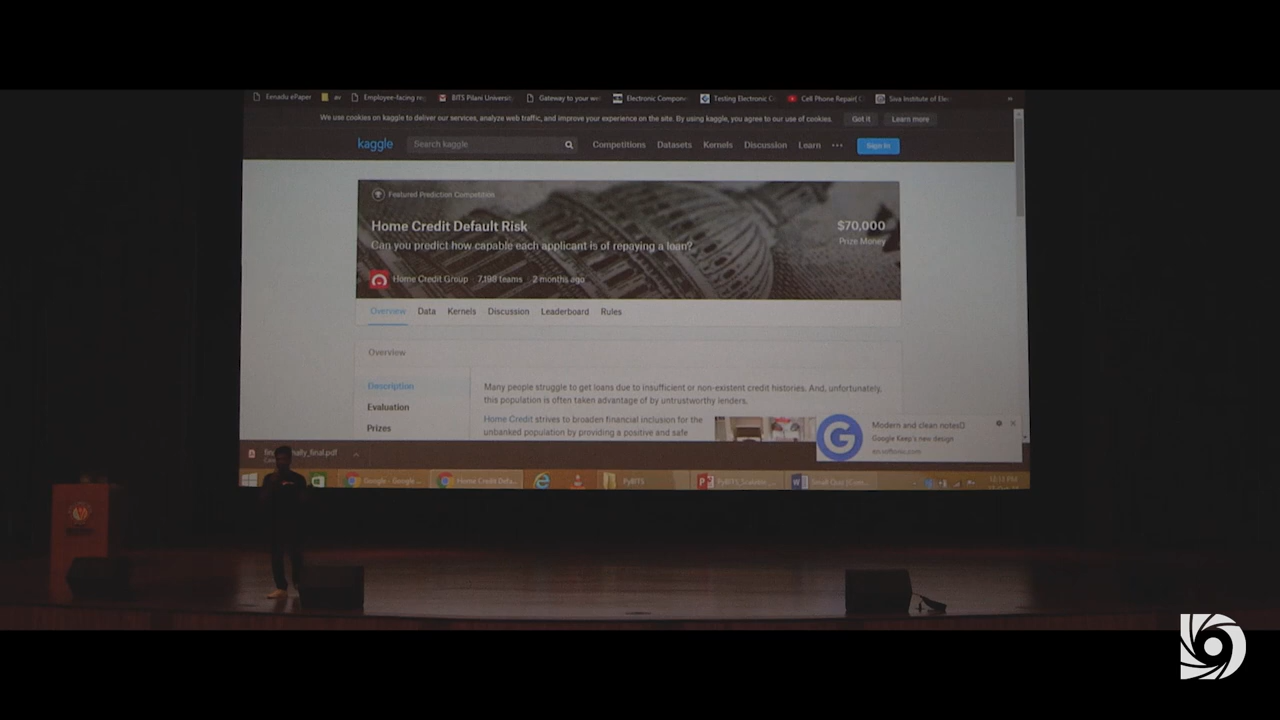 Eenadu ePaper
Employee-facing re
BITS Pilani Universit
Gateway to your we
Electronic Compon
Testing Electronic C
Cell Phone Repair
Siva Institute of Ele
We use cookies on kaggle to deliver our services, analyze web traffic, and improve your experience on the site. By using kaggle, you agree to our use of cookies.
Got it
Learn more
kaggle
Search kaggle
Competitions
Datasets
Kernels
Discussion
Learn
Sign In
Featured Prediction Competition
Home Credit Default Risk
Can you predict how capable each applicant is of repaying a loan?
$70,000
Prize Money
Home Credit Group · 7,198 teams · 2 months ago
Overview
Data
Kernels
Discussion
Leaderboard
Rules
Overview
Description
Many people struggle to get loans due to insufficient or non-existent credit histories. And, unfortunately,
this population is often taken advantage of by untrustworthy lenders.
Evaluation
Home Credit strives to broaden financial inclusion for the
Prizes
unbanked population by providing a positive and safe
Modern and clean notes
Google Keep's new design
en.softonic.com
Google - Google ...
Home Credit Defa...
PyBITS